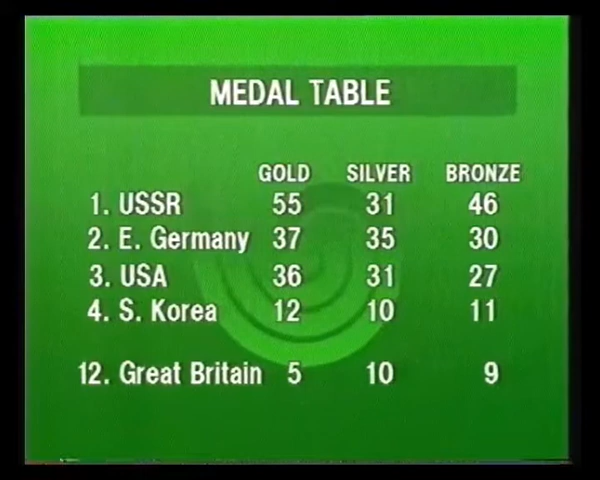 MEDAL TABLE
GOLD SILVER BRONZE
1. USSR 55 31 46
2. E. Germany 37 35 30
3. USA 36 31 27
4. S. Korea 12 10 11
12. Great Britain 5 10 9